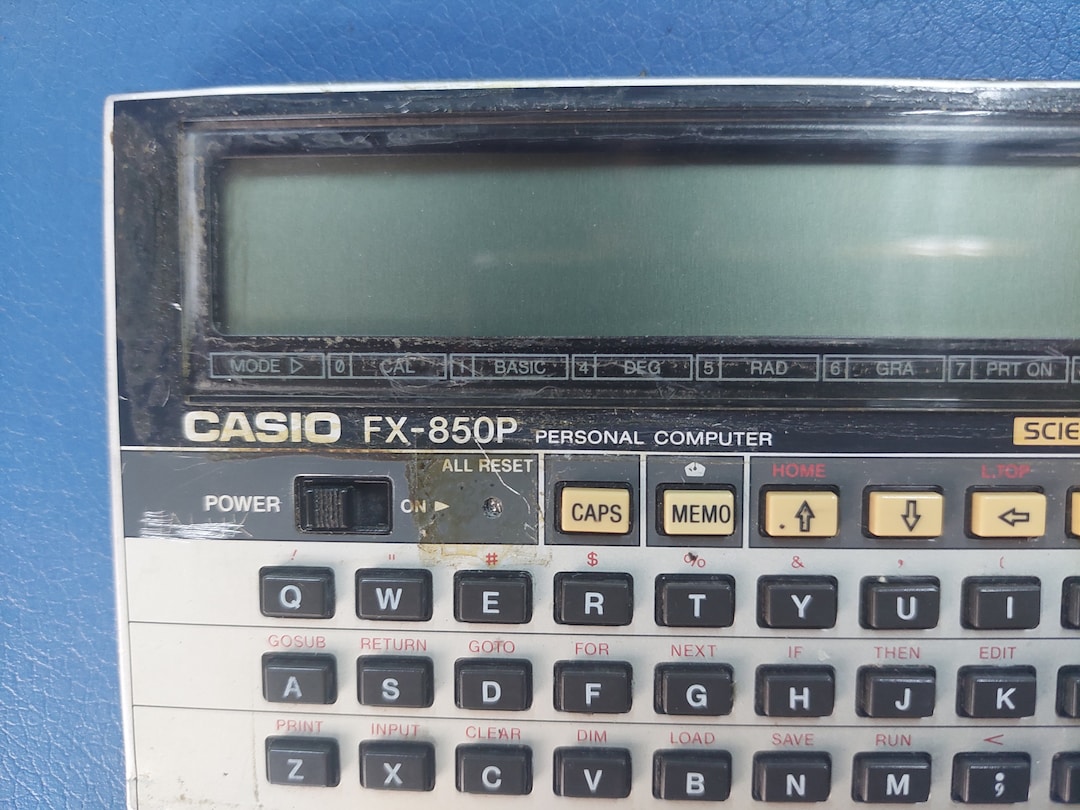 MODE ▷ 0 CAL 1 BASIC 4 DEG 5 RAD 6 GRA 7 PRT ON
CASIO FX-850P PERSONAL COMPUTER SCIE
ALL RESET HOME L.TOP
POWER ON ► CAPS MEMO ⇧ ⇩ ⇦
! " # $ % & ' (
Q W E R T Y U I
GOSUB RETURN GOTO FOR NEXT IF THEN EDIT
A S D F G H J K
PRINT INPUT CLEAR DIM LOAD SAVE RUN <
Z X C V B N M ;